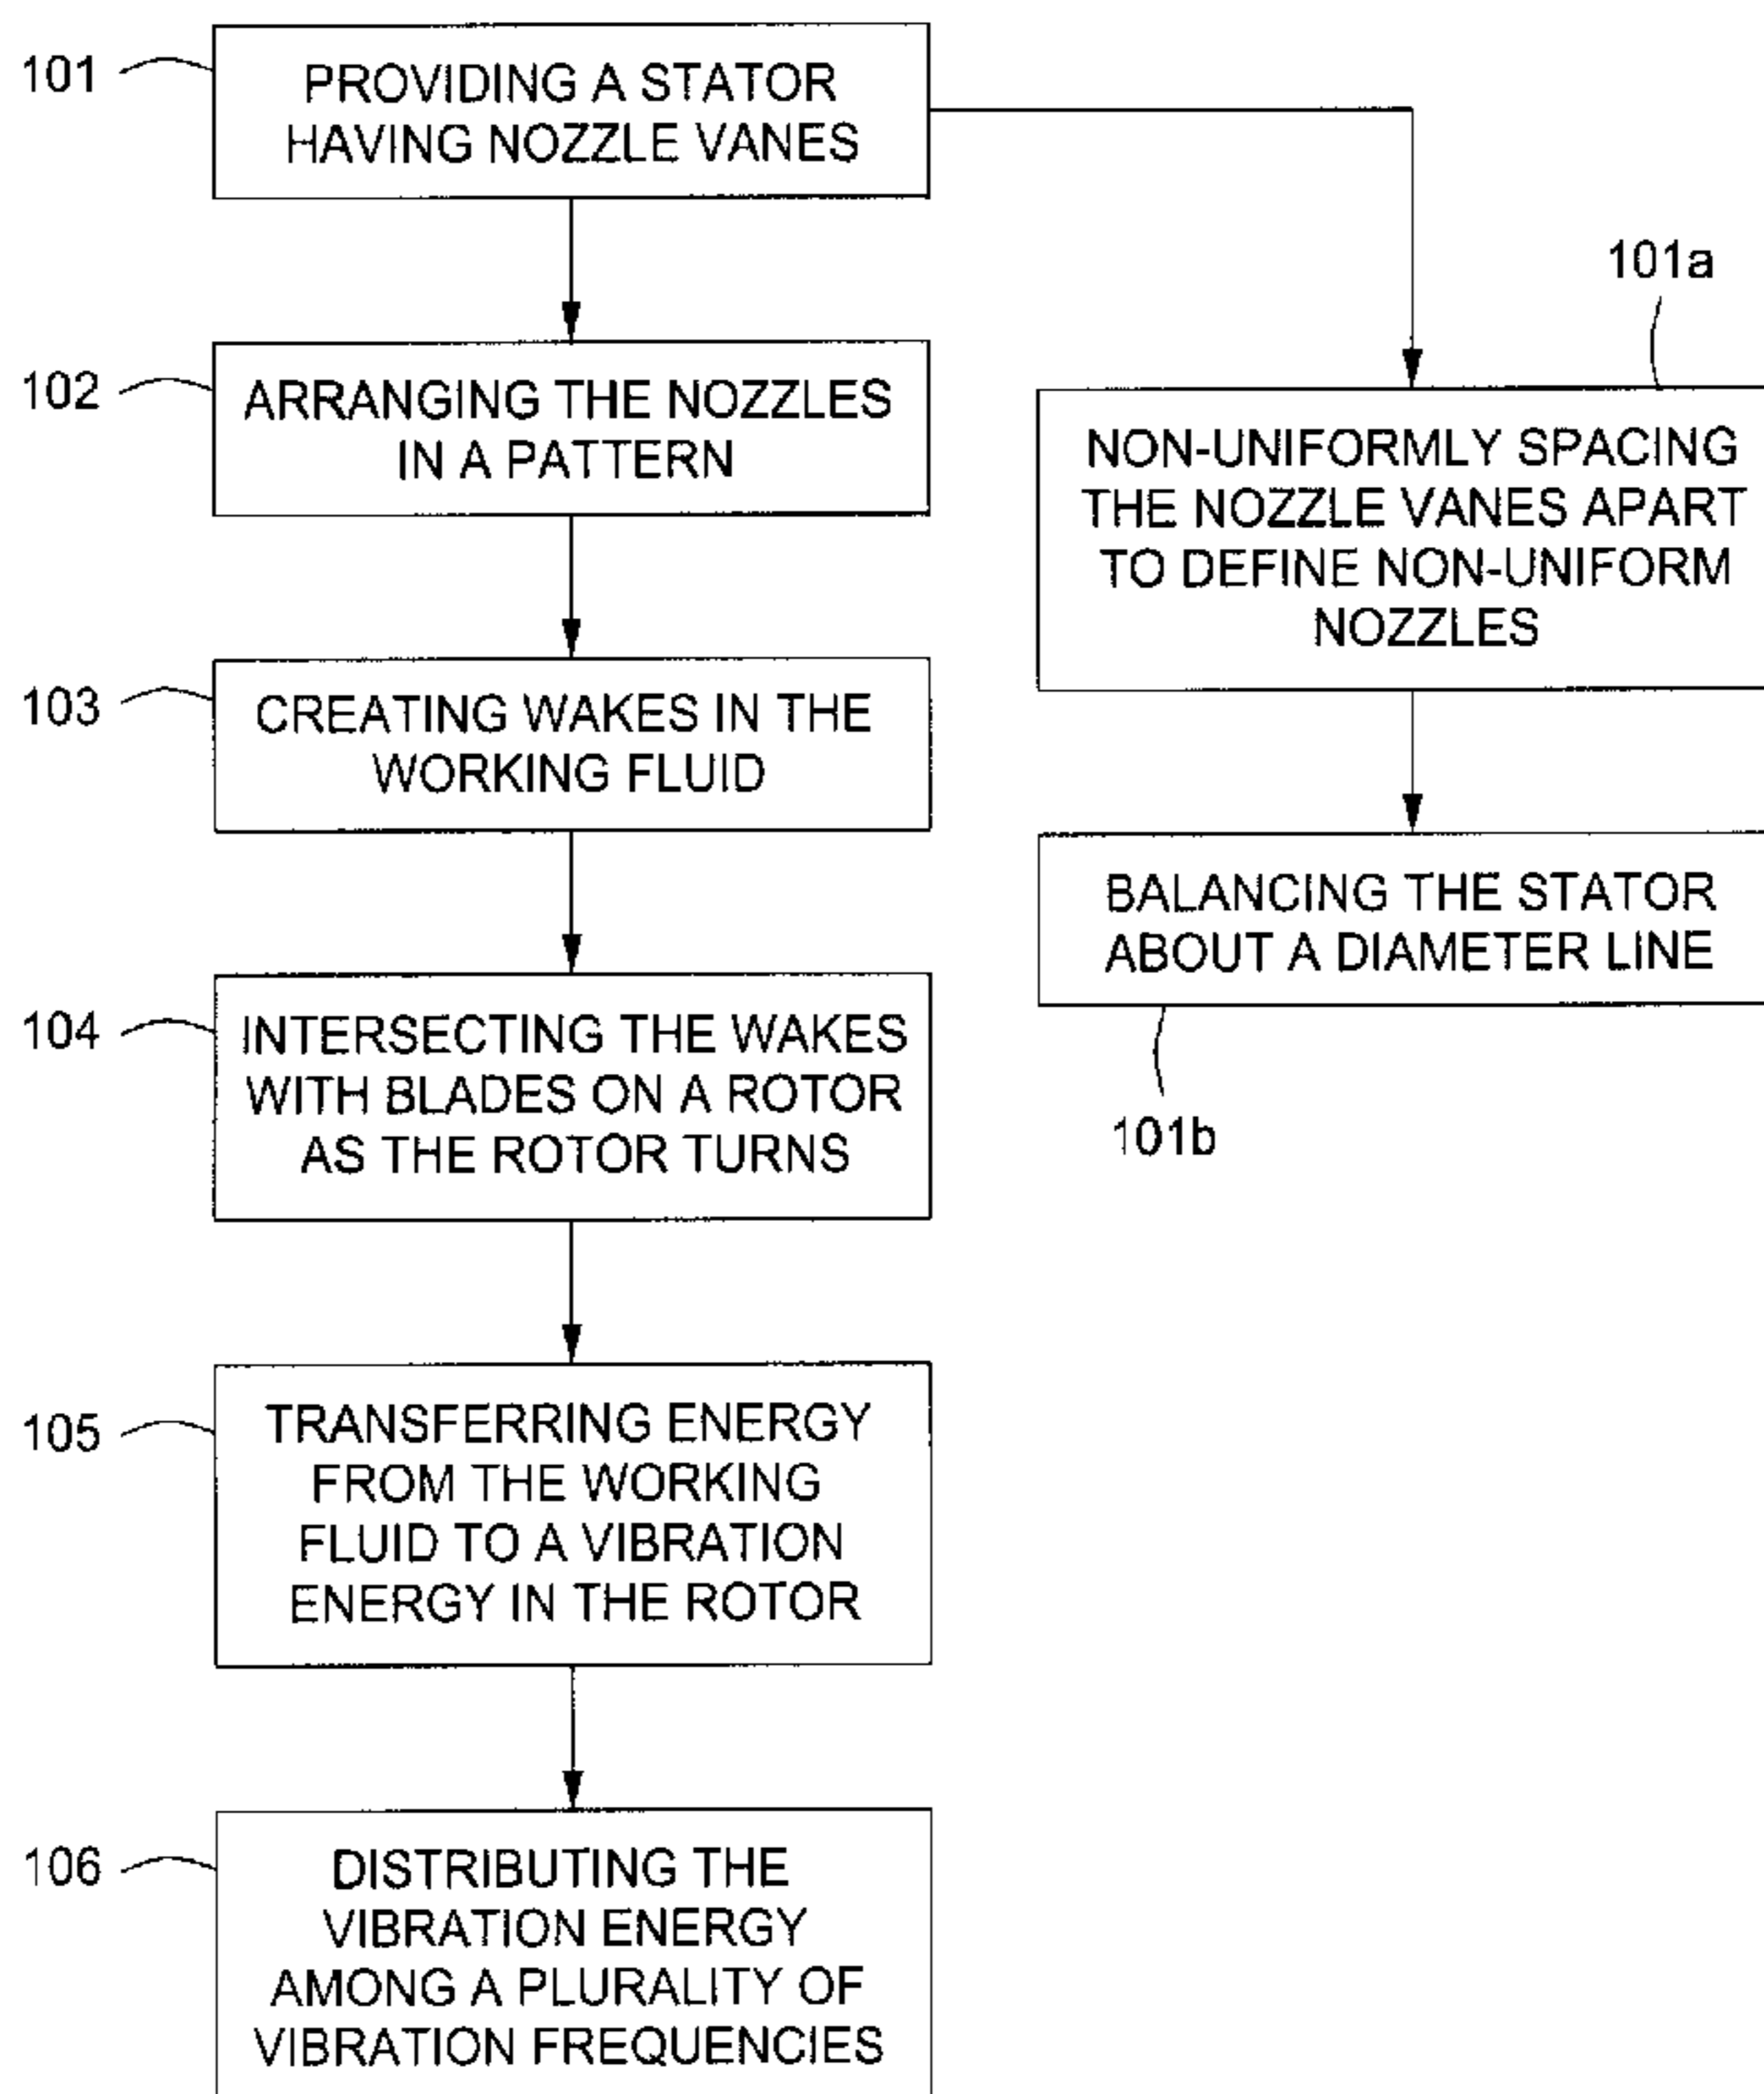 101
PROVIDING A STATOR
HAVING NOZZLE VANES
102
ARRANGING THE NOZZLES
IN A PATTERN
103
CREATING WAKES IN THE
WORKING FLUID
104
INTERSECTING THE WAKES
WITH BLADES ON A ROTOR
AS THE ROTOR TURNS
105
TRANSFERRING ENERGY
FROM THE WORKING
FLUID TO A VIBRATION
ENERGY IN THE ROTOR
106
DISTRIBUTING THE
VIBRATION ENERGY
AMONG A PLURALITY OF
VIBRATION FREQUENCIES
101a
NON-UNIFORMLY SPACING
THE NOZZLE VANES APART
TO DEFINE NON-UNIFORM
NOZZLES
BALANCING THE STATOR
ABOUT A DIAMETER LINE
101b